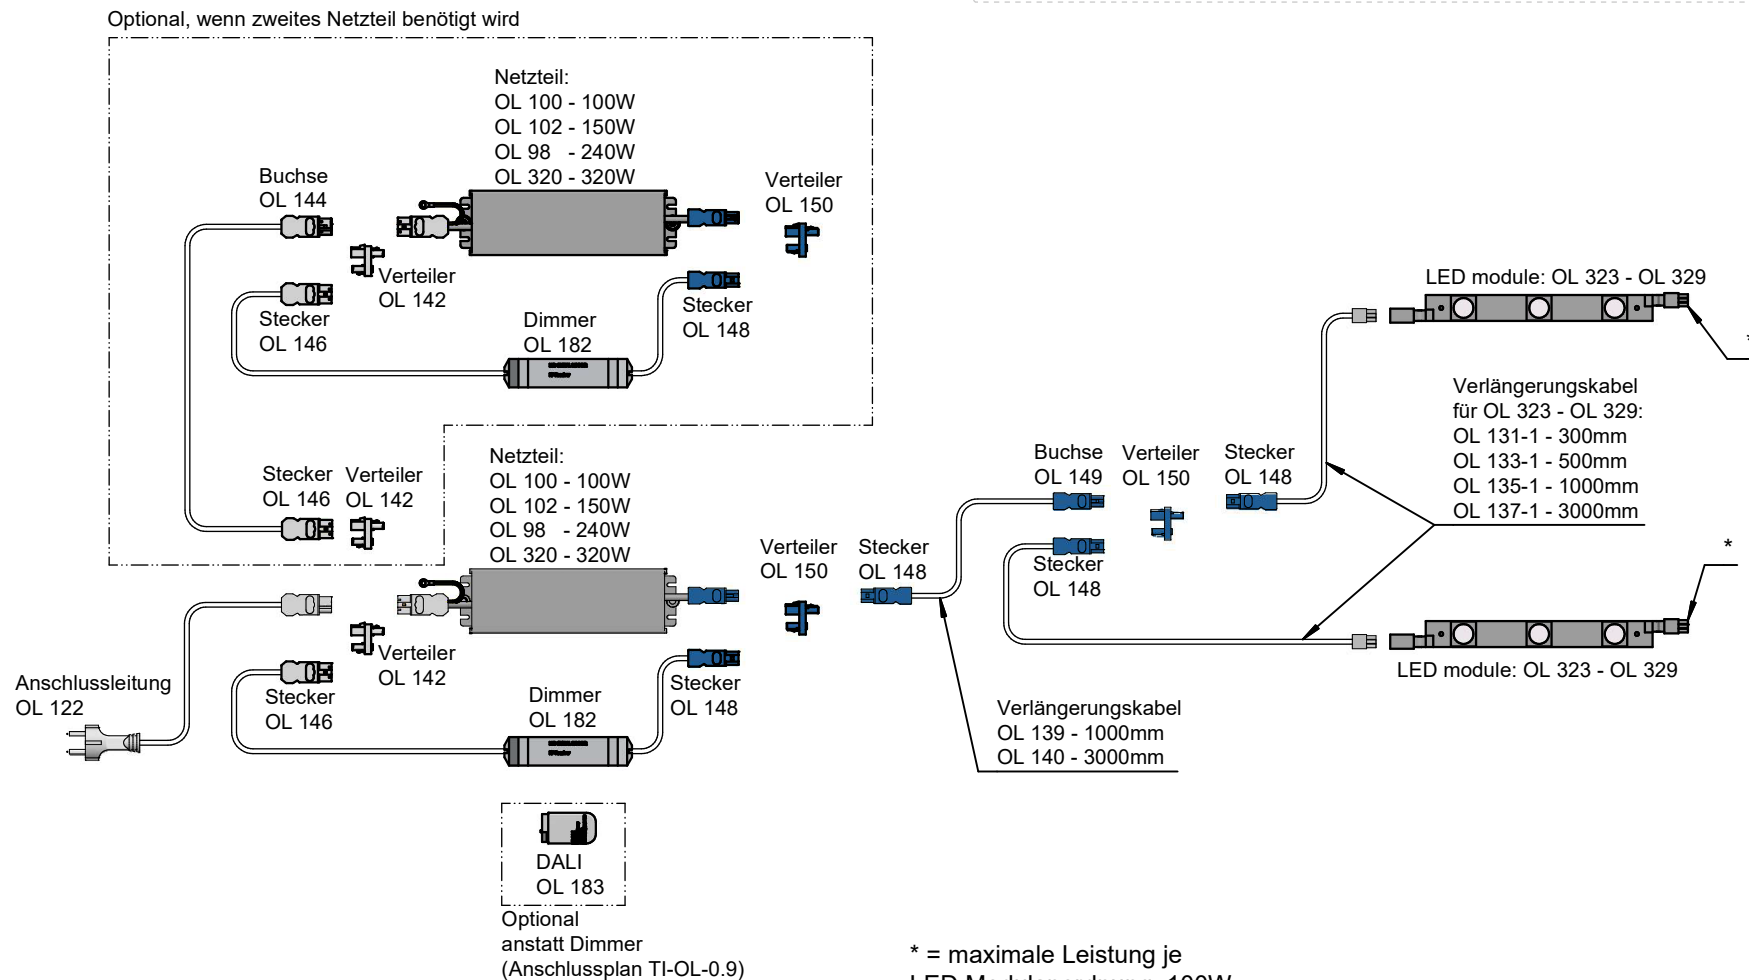 Optional, wenn zweites Netzteil benötigt wird
Netzteil:
OL 100 - 100W
OL 102 - 150W
OL 98 - 240W
OL 320 - 320W
Buchse
OL 144
Verteiler
OL 150
Verteiler
OL 142
Stecker
OL 146
Dimmer
OL 182
Stecker
OL 148
Stecker
OL 146
Verteiler
OL 142
Netzteil:
OL 100 - 100W
OL 102 - 150W
OL 98 - 240W
OL 320 - 320W
Verteiler
OL 150
Stecker
OL 148
Verteiler
OL 142
Anschlussleitung
OL 122
Stecker
OL 146
Dimmer
OL 182
Stecker
OL 148
DALI
OL 183
Optional
anstatt Dimmer
(Anschlussplan TI-OL-0.9)
Buchse
OL 149
Verteiler
OL 150
Stecker
OL 148
Stecker
OL 148
Verlängerungskabel
OL 139 - 1000mm
OL 140 - 3000mm
LED module: OL 323 - OL 329
*
Verlängerungskabel
für OL 323 - OL 329:
OL 131-1 - 300mm
OL 133-1 - 500mm
OL 135-1 - 1000mm
OL 137-1 - 3000mm
*
LED module: OL 323 - OL 329
* = maximale Leistung je